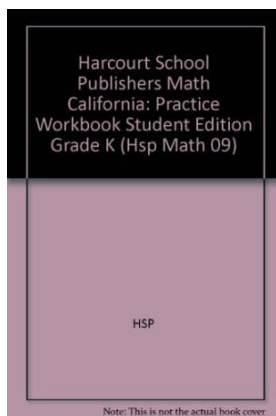 Harcourt School
Publishers Math
California: Practice
Workbook Student Edition
Grade K (Hsp Math 09)
HSP
Note: This is not the actual book cover